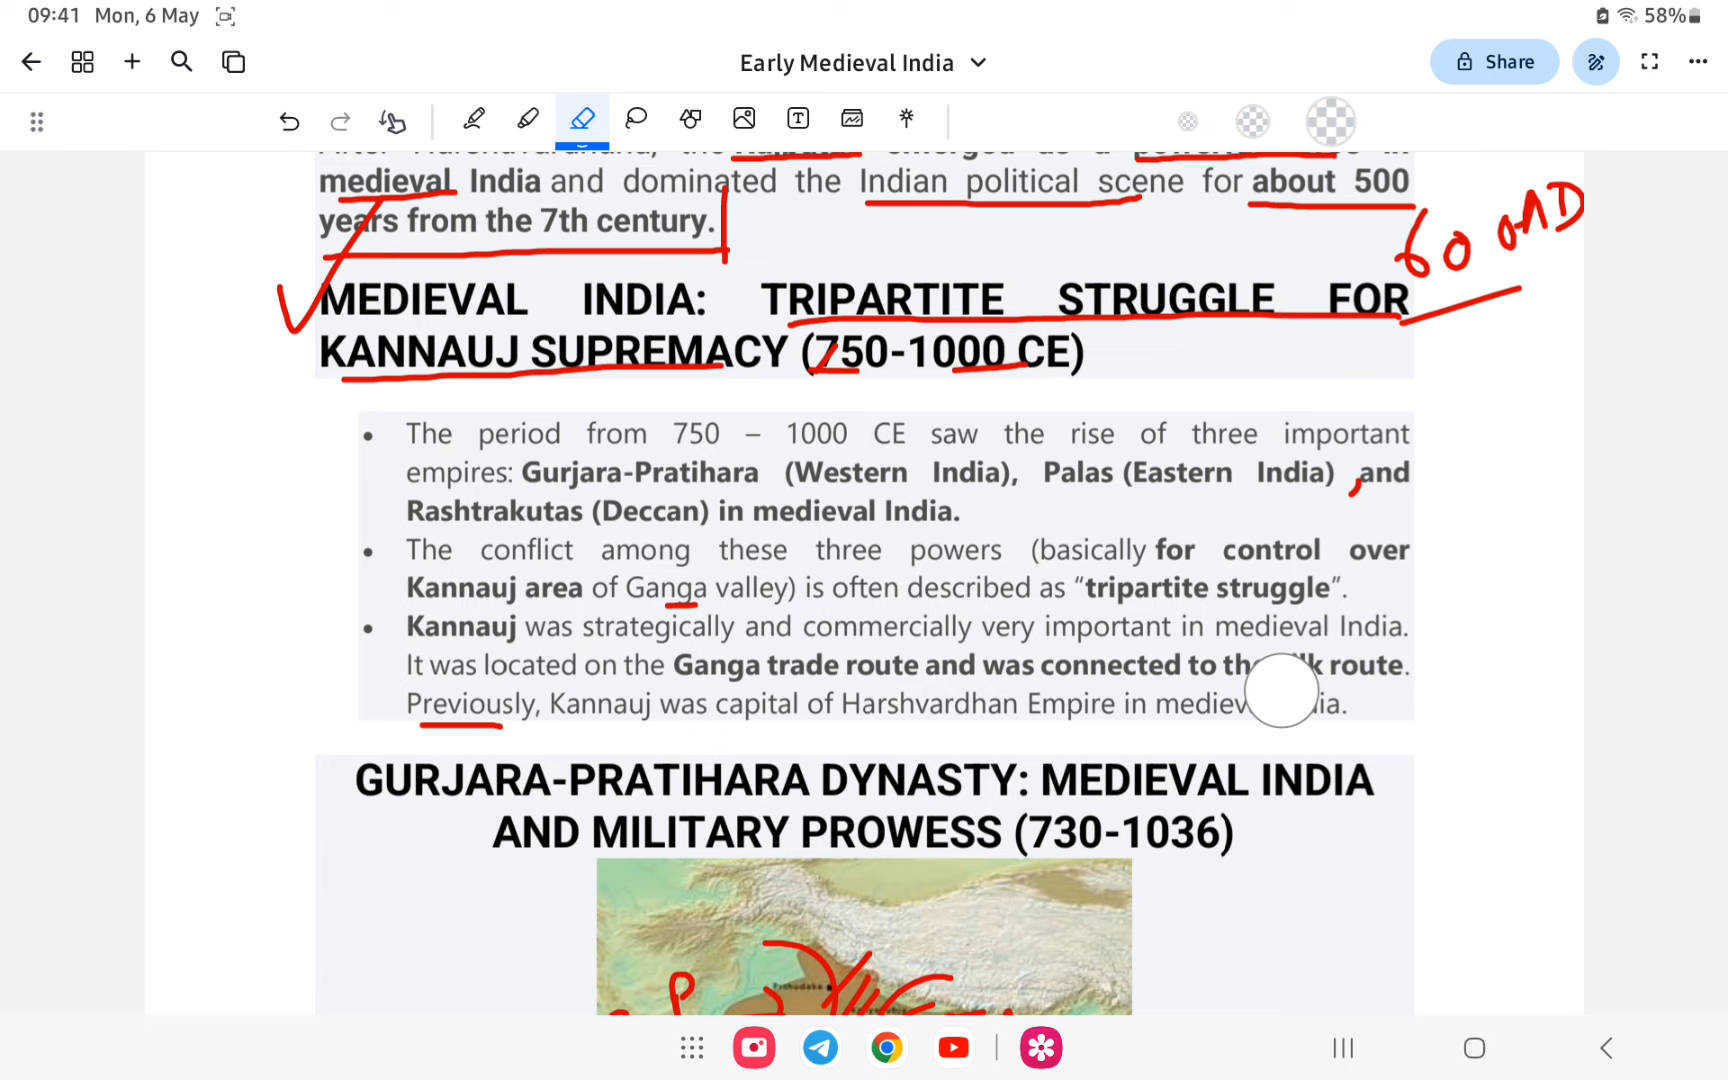 09:41 Mon, 6 May
58%
Early Medieval India
Share
emerged as a
medieval India and dominated the Indian political scene for about 500
years from the 7th century.
600 AD
MEDIEVAL INDIA: TRIPARTITE STRUGGLE FOR
KANNAUJ SUPREMACY (750-1000 CE)
• The period from 750 – 1000 CE saw the rise of three important
empires: Gurjara-Pratihara (Western India), Palas (Eastern India) and
Rashtrakutas (Deccan) in medieval India.
• The conflict among these three powers (basically for control over
Kannauj area of Ganga valley) is often described as “tripartite struggle”.
• Kannauj was strategically and commercially very important in medieval India.
It was located on the Ganga trade route and was connected to the route.
Previously, Kannauj was capital of Harshvardhan Empire in
GURJARA-PRATIHARA DYNASTY: MEDIEVAL INDIA
AND MILITARY PROWESS (730-1036)
P